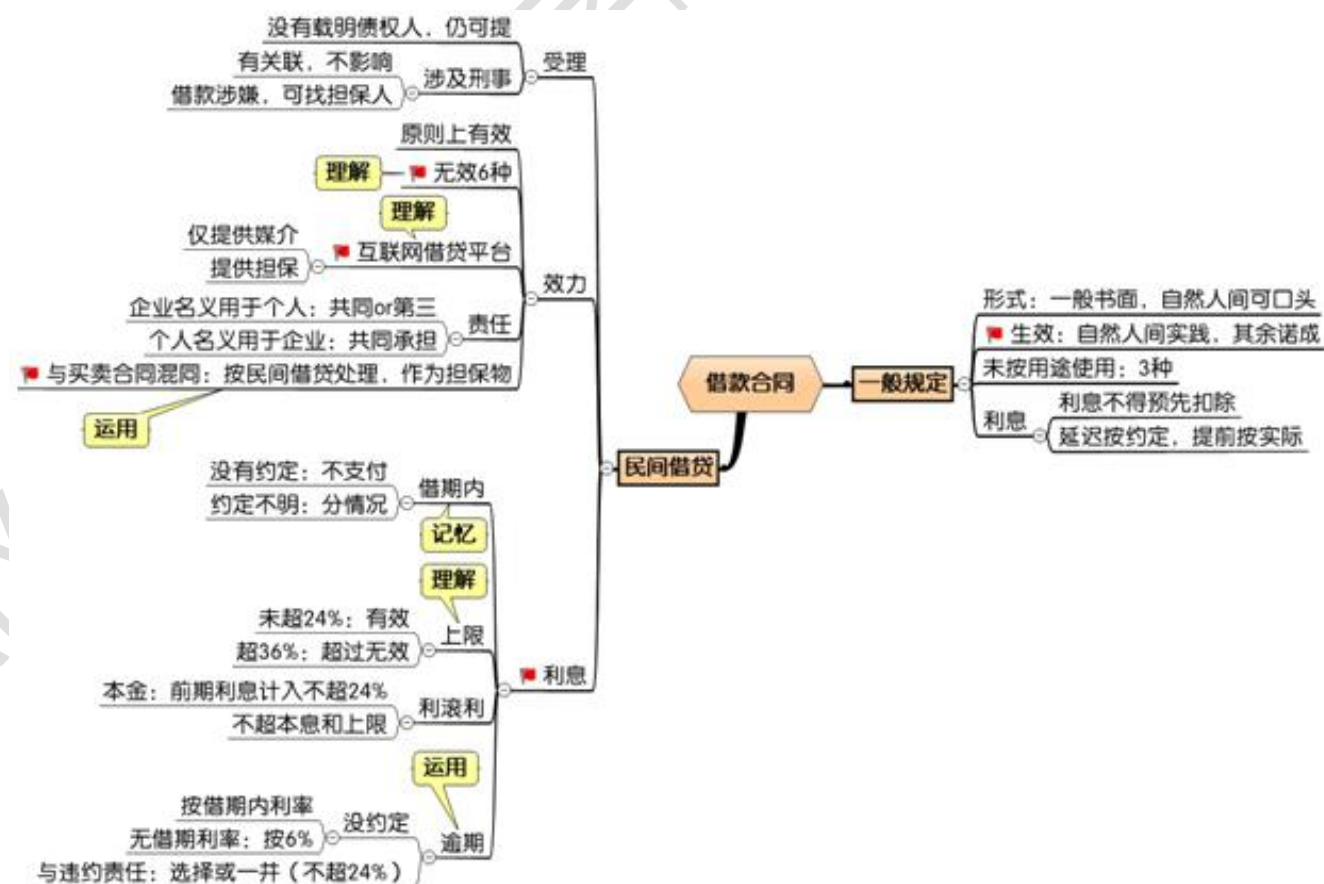 没有载明债权人，仍可提
有关联，不影响
借款涉嫌，可找担保人
涉及刑事
受理
原则上有效
理解
无效6种
理解
仅提供媒介
提供担保
互联网借贷平台
企业名义用于个人：共同or第三
个人名义用于企业：共同承担
责任
与买卖合同混同：按民间借贷处理，作为担保物
运用
效力
没有约定：不支付
约定不明：分情况
借期内
记忆
理解
未超24%：有效
超36%：超过无效
上限
本金：前期利息计入不超24%
不超本息和上限
利滚利
运用
按借期内利率
无借期利率：按6%
没约定
与违约责任：选择或一并（不超24%）
逾期
利息
民间借贷
借款合同
一般规定
形式：一般书面，自然人间可口头
生效：自然人间实践，其余诺成
未按用途使用：3种
利息
利息不得预先扣除
延迟按约定，提前按实际